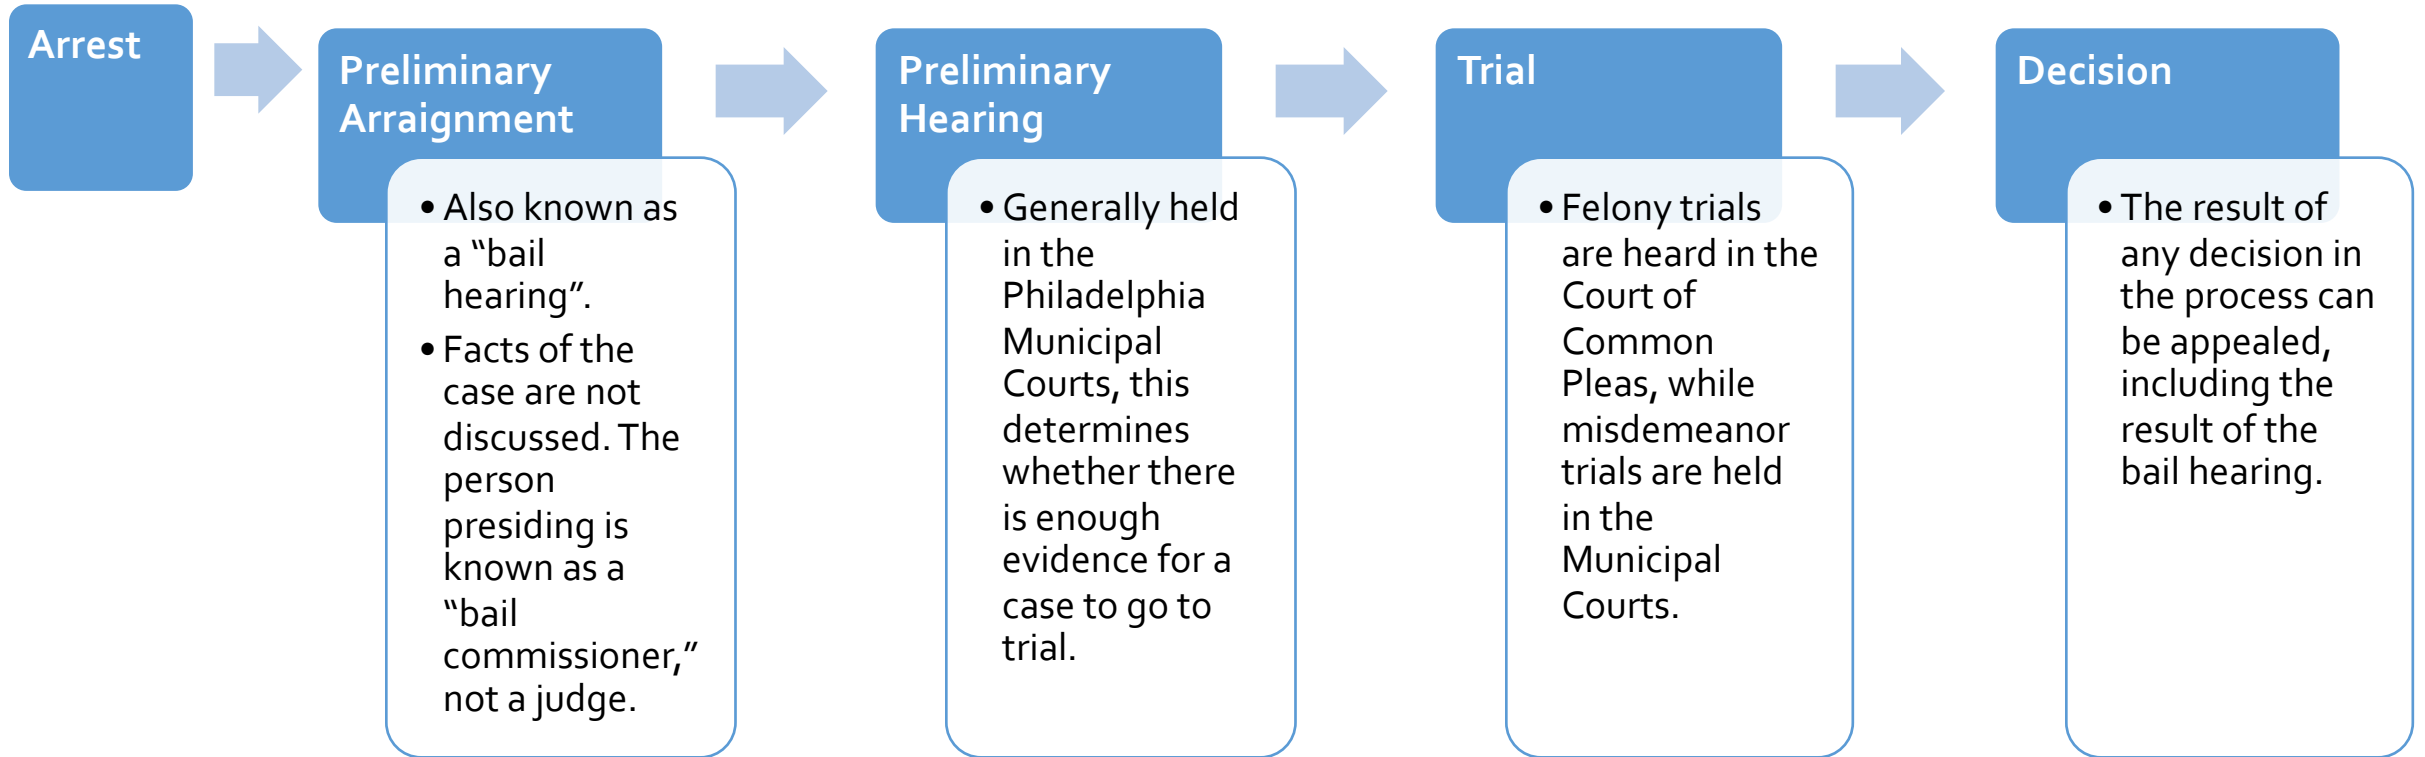 Arrest
Preliminary
Arraignment
• Also known as
a “bail
hearing”.
• Facts of the
case are not
discussed. The
person
presiding is
known as a
“bail
commissioner,”
not a judge.
Preliminary
Hearing
• Generally held
in the
Philadelphia
Municipal
Courts, this
determines
whether there
is enough
evidence for a
case to go to
trial.
Trial
• Felony trials
are heard in the
Court of
Common
Pleas, while
misdemeanor
trials are held
in the
Municipal
Courts.
Decision
• The result of
any decision in
the process can
be appealed,
including the
result of the
bail hearing.